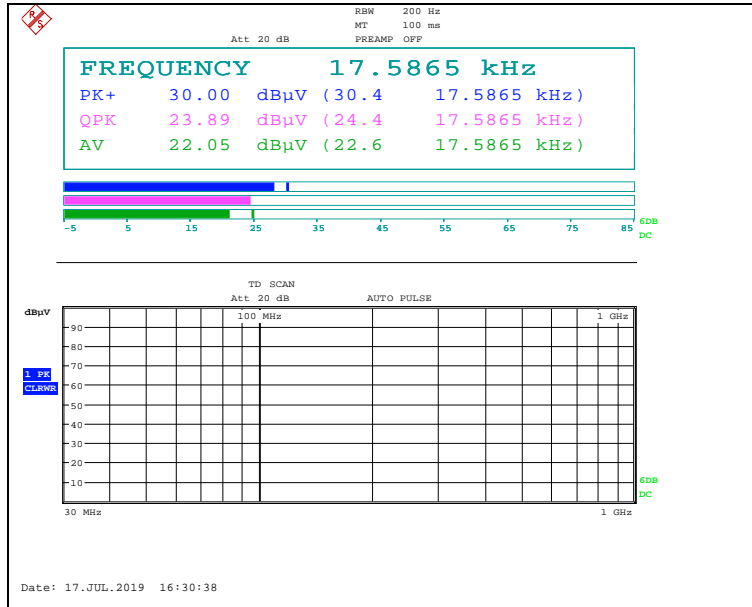 R
S
RBW 200 Hz
MT 100 ms
Att 20 dB PREAMP OFF
FREQUENCY 17.5865 kHz
PK+ 30.00 dBµV (30.4 17.5865 kHz)
QPK 23.89 dBµV (24.4 17.5865 kHz)
AV 22.05 dBµV (22.6 17.5865 kHz)
-5 5 15 25 35 45 55 65 75 85
6DB
DC
TD SCAN
Att 20 dB AUTO PULSE
dBµV
100 MHz 1 GHz
90
80
70
1 PK
CLRWR
60
50
40
30
20
10
6DB
DC
30 MHz 1 GHz
Date: 17.JUL.2019 16:30:38